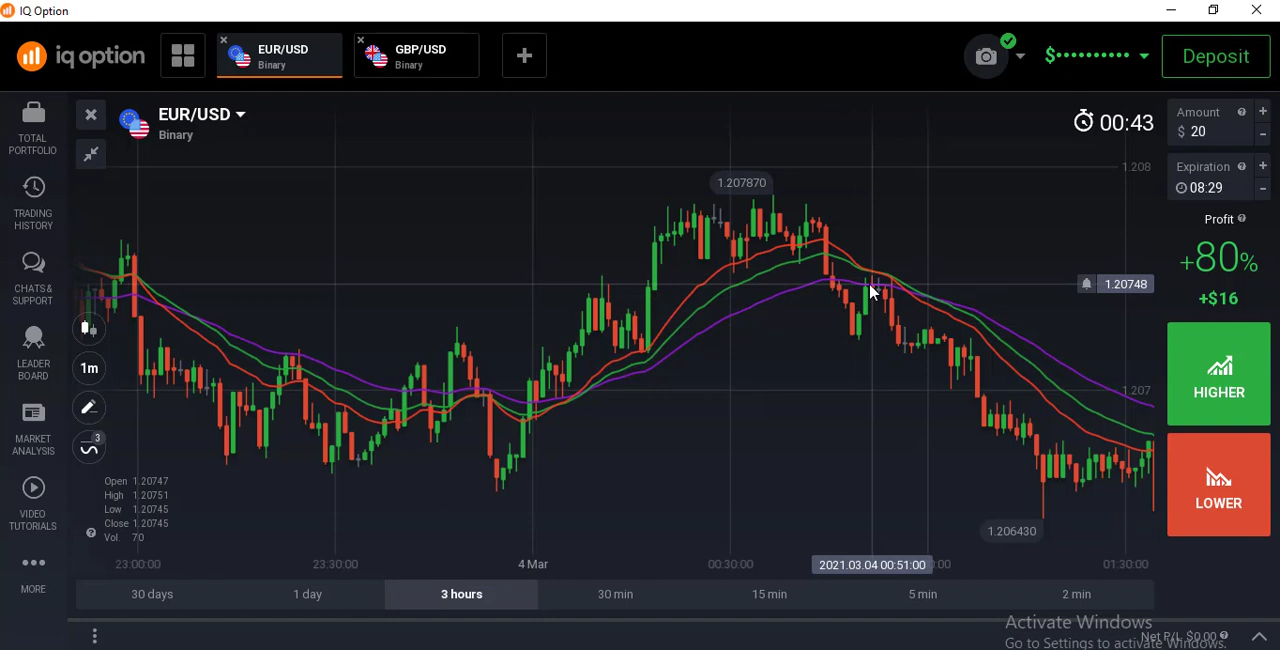 IQ Option
iq option
EUR/USD
Binary
GBP/USD
Binary
$
Deposit
TOTAL
PORTFOLIO
TRADING
HISTORY
CHATS &
SUPPORT
LEADER
BOARD
MARKET
ANALYSIS
VIDEO
TUTORIALS
MORE
EUR/USD
Binary
00:43
1m
3
1.207870
1.208
1.20748
1.207
1.206430
Open 1.20747
High 1.20751
Low 1.20745
Close 1.20745
Vol. 70
23:00:00
23:30:00
4 Mar
00:30:00
2021.03.04 00:51:00
:00
01:30:00
30 days
1 day
3 hours
30 min
15 min
5 min
2 min
Amount
$ 20
+
-
Expiration
08:29
+
-
Profit
+80%
+$16
HIGHER
LOWER
Activate Windows
Go to Settings to activate Windows.
Net P/L $0.00